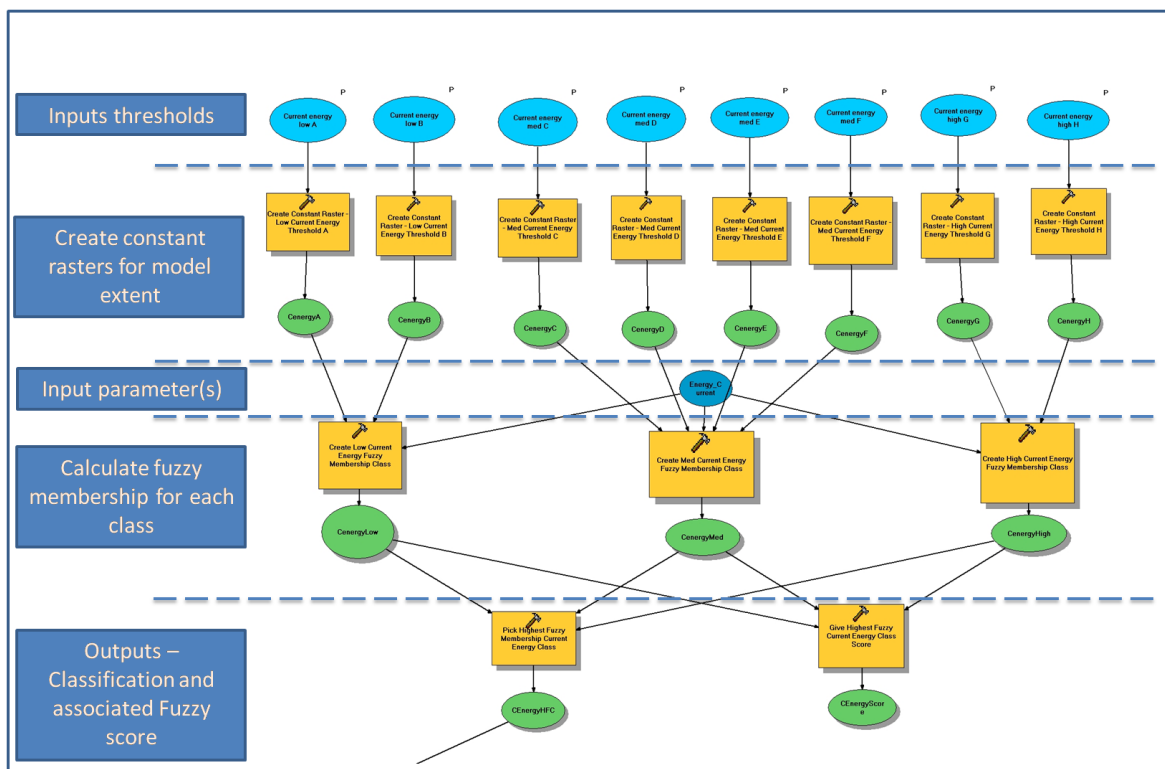 P P P P P P P P
Inputs thresholds
Current energy
low A
Current energy
low B
Current energy
med C
Current energy
med D
Current energy
med E
Current energy
med F
Current energy
high G
Current energy
high H
Create constant
rasters for model
extent
Create Constant Raster -
Low Current Energy
Threshold A
Create Constant
Raster - Low Current
Energy Threshold B
Create Constant Raster
- Med Current Energy
Threshold C
Create Constant
Raster - Med Current
Energy Threshold D
Create Constant
Raster - Med Current
Energy Threshold E
Create Constant Raster -
Med Current Energy
Threshold F
Create Constant
Raster - High Current
Energy Threshold G
Create Constant
Raster - High Current
Energy Threshold H
CenergyA
CenergyB
CenergyC
CenergyD
CenergyE
CenergyF
CenergyG
CenergyH
Input parameter(s)
Energy_C
urrent
Calculate fuzzy
membership for each
class
Create Low Current
Energy Fuzzy
Membership Class
Create Med Current Energy
Fuzzy Membership Class
Create High Current Energy
Fuzzy Membership Class
CenergyLow
CenergyMed
CenergyHigh
Outputs –
Classification and
associated Fuzzy
score
Pick Highest Fuzzy
Membership Current
Energy Class
Give Highest Fuzzy
Current Energy Class
Score
CEnergyHFC
CEnergyScor
e